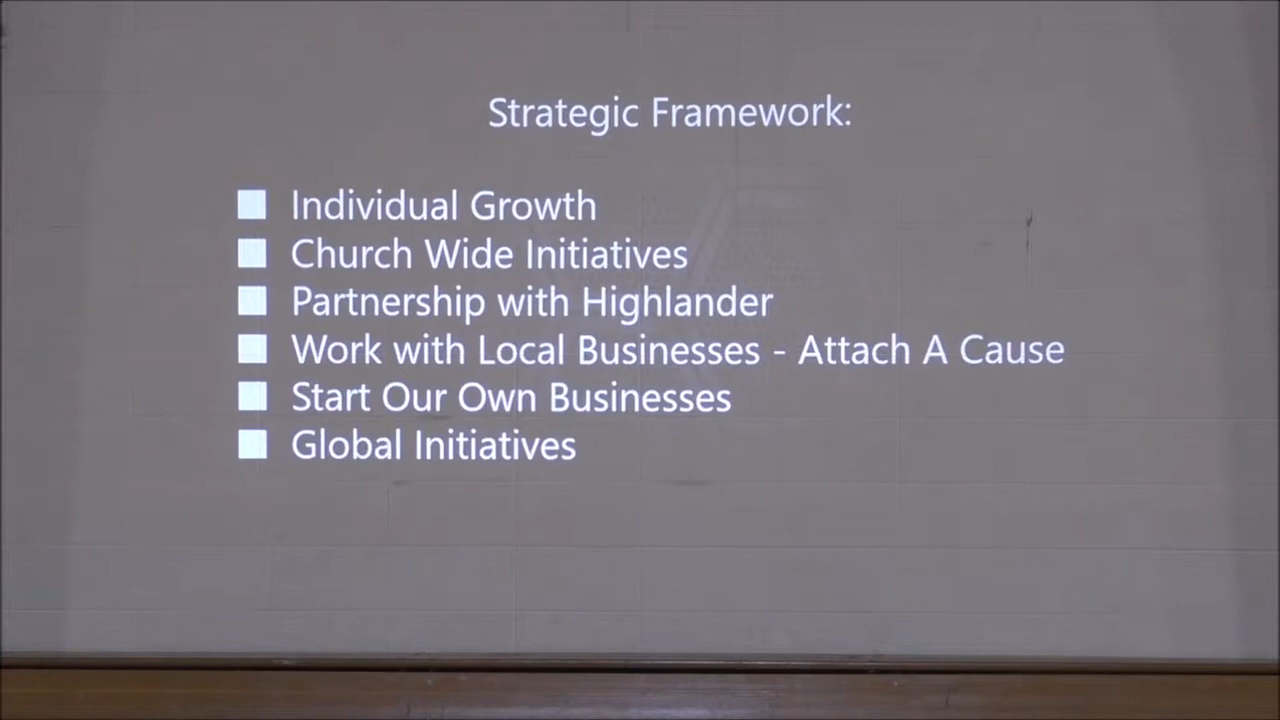 Strategic Framework:
Individual Growth
Church Wide Initiatives
Partnership with Highlander
Work with Local Businesses - Attach A Cause
Start Our Own Businesses
Global Initiatives